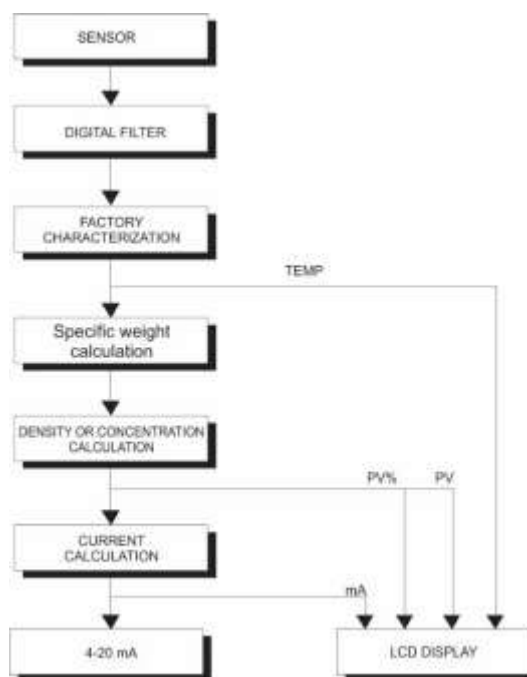 SENSOR
DIGITAL FILTER
FACTORY
CHARACTERIZATION
TEMP
Specific weight
calculation
DENSITY OR CONCENTRATION
CALCULATION
PV% PV
CURRENT
CALCULATION
mA
4-20 mA
LCD DISPLAY